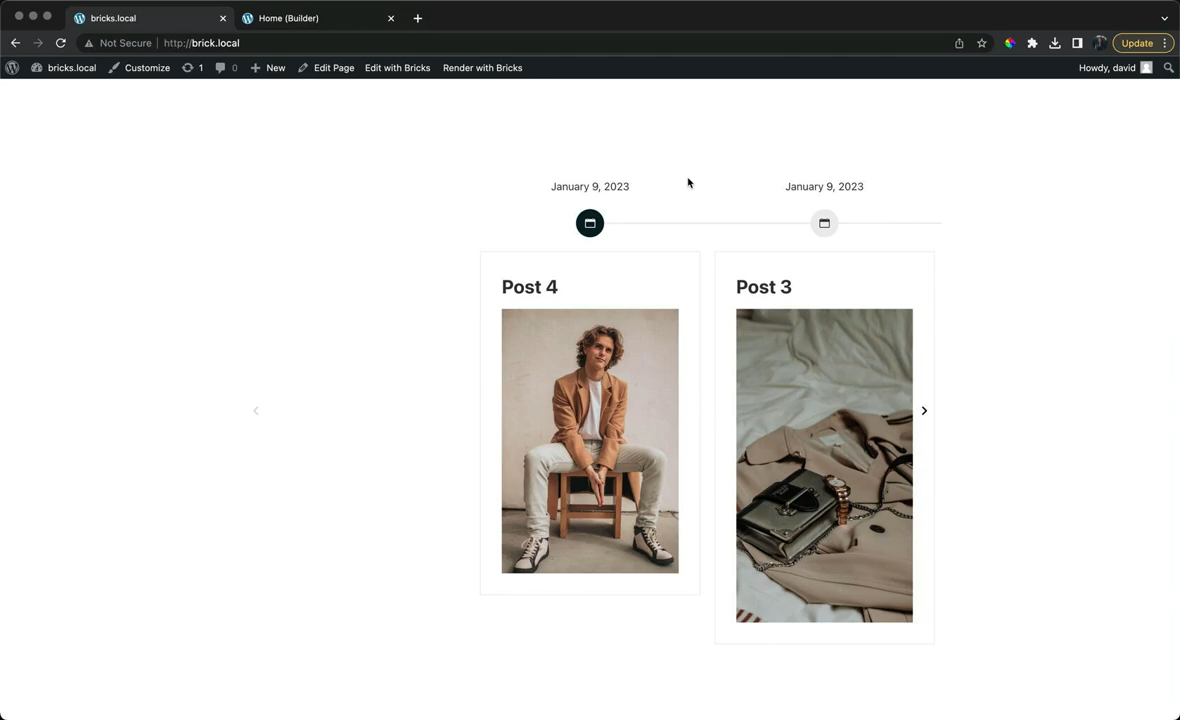 bricks.local
Home (Builder)
Not Secure
http://brick.local
Update
bricks.local
Customize
1
0
New
Edit Page
Edit with Bricks
Render with Bricks
Howdy, david
January 9, 2023
January 9, 2023
Post 4
Post 3